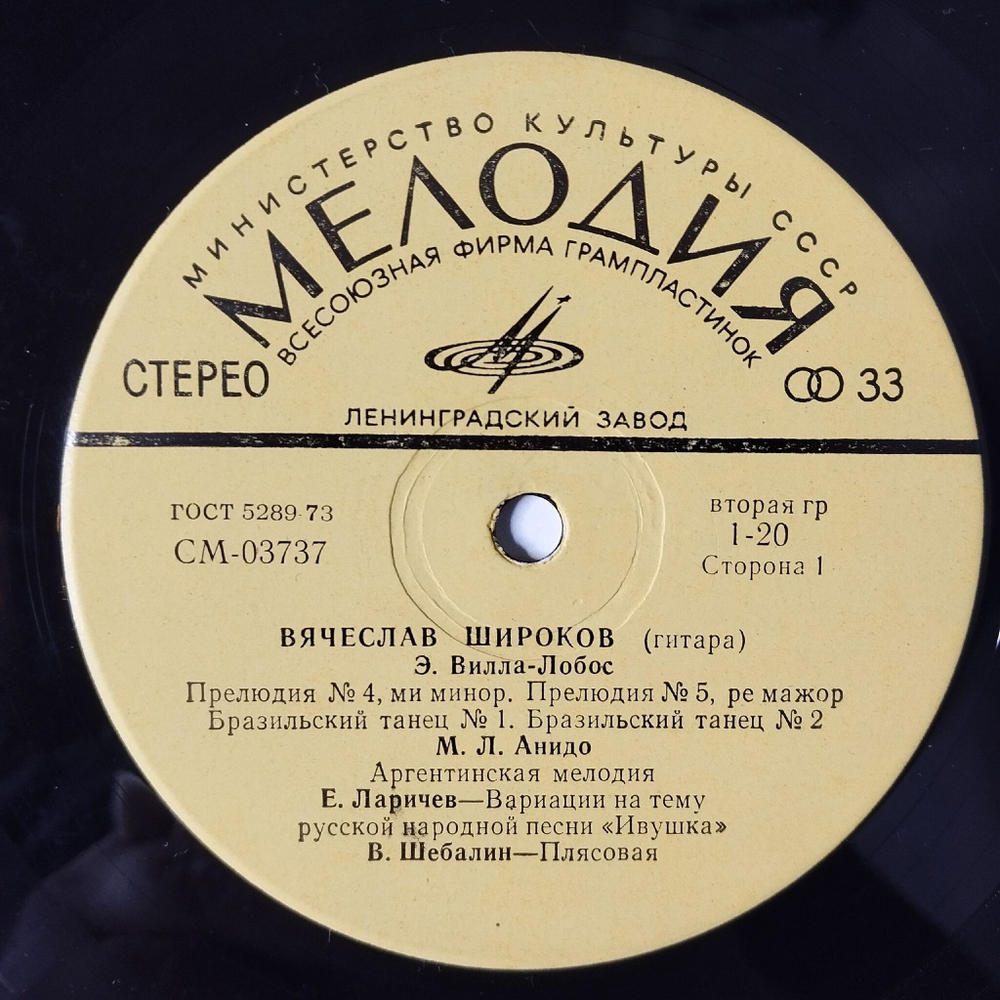 МИНИСТЕРСТВО КУЛЬТУРЫ СССР
МЕЛОДИЯ
ВСЕСОЮЗНАЯ ФИРМА ГРАМПЛАСТИНОК
СТЕРЕО
33
ЛЕНИНГРАДСКИЙ ЗАВОД
ГОСТ 5289-73
СМ-03737
вторая гр
1-20
Сторона 1
ВЯЧЕСЛАВ ШИРОКОВ (гитара)
Э. Вилла-Лобос
Прелюдия № 4, ми минор. Прелюдия № 5, ре мажор
Бразильский танец № 1. Бразильский танец № 2
М. Л. Анидо
Аргентинская мелодия
Е. Ларичев—Вариации на тему
русской народной песни «Ивушка»
В. Шебалин—Плясовая